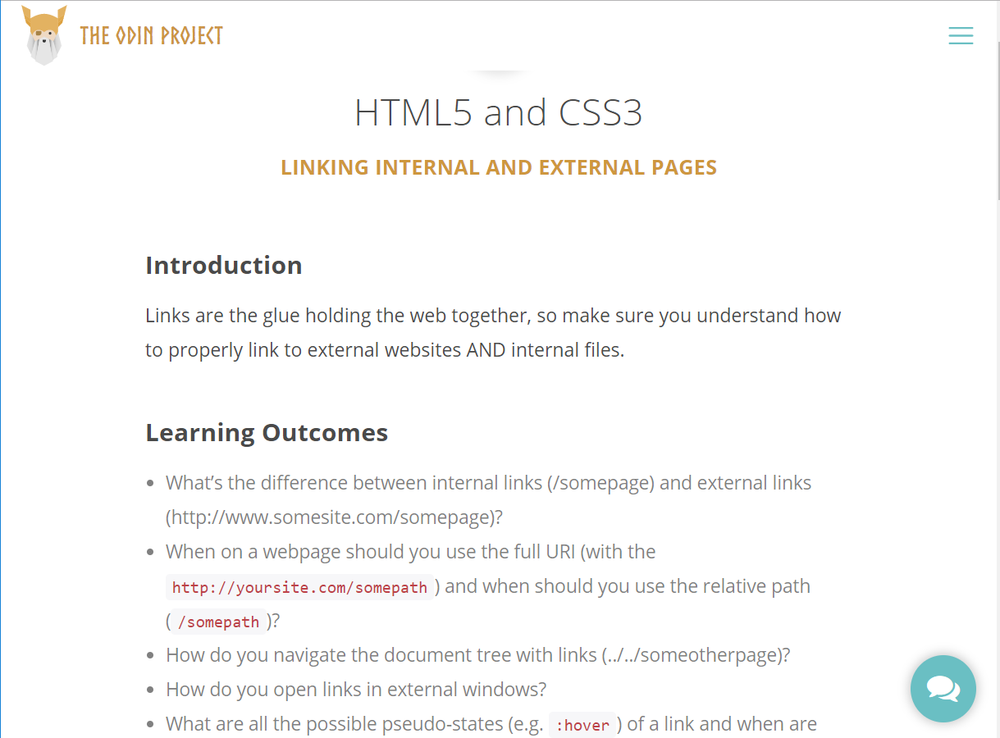 THE ODIN PROJECT
HTML5 and CSS3
LINKING INTERNAL AND EXTERNAL PAGES
Introduction
Links are the glue holding the web together, so make sure you understand how
to properly link to external websites AND internal files.
Learning Outcomes
• What’s the difference between internal links (/somepage) and external links
(http://www.somesite.com/somepage)?
• When on a webpage should you use the full URI (with the
http://yoursite.com/somepath ) and when should you use the relative path
( /somepath )?
• How do you navigate the document tree with links (../../someotherpage)?
• How do you open links in external windows?
• What are all the possible pseudo-states (e.g. :hover ) of a link and when are